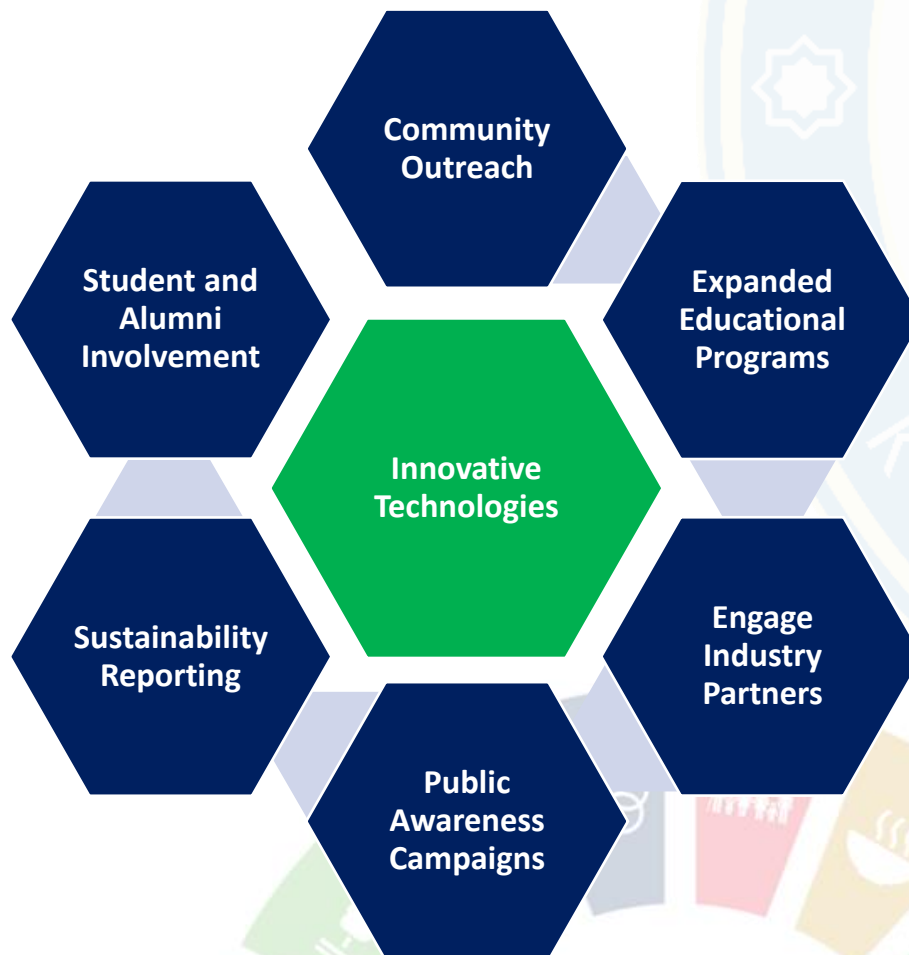 Community
Outreach
Expanded
Educational
Programs
Engage
Industry
Partners
Public
Awareness
Campaigns
Sustainability
Reporting
Student and
Alumni
Involvement
Innovative
Technologies